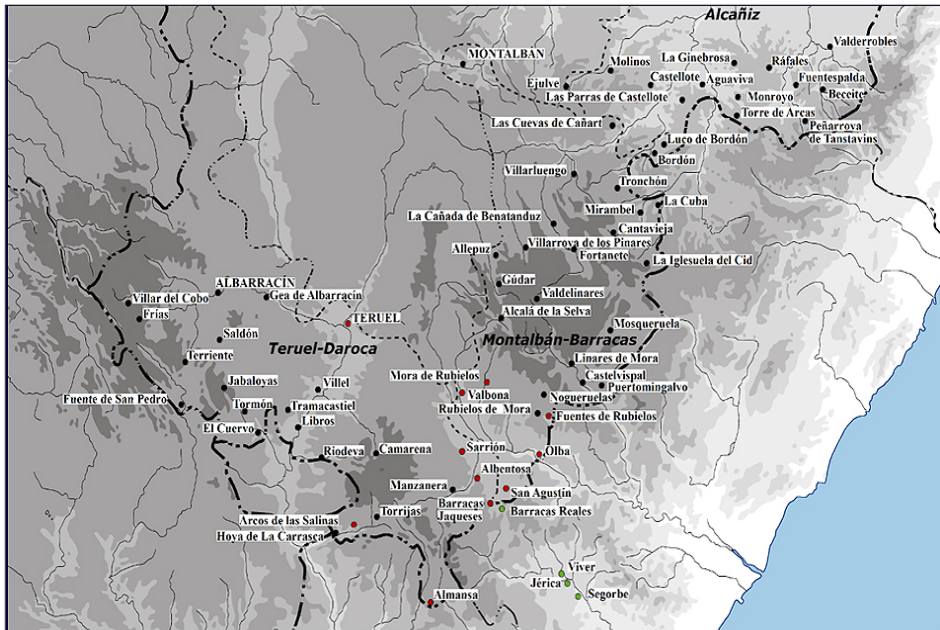 Alcañiz
Valderrobles
MONTALBÁN
Molinos
La Ginebrosa
Ráfales
Ejulve
Castellote
Aguaviva
Fuentespalda
Las Parras de Castellote
Monroyo
Beceite
Torre de Arcas
Las Cuevas de Cañart
Peñarroya
de Tanstavins
Luco de Bordón
Bordón
Villarluengo
Tronchón
La Cuba
Mirambel
La Cañada de Benatanduz
Cantavieja
Allepuz
Villarroya de los Pinares
Fortanete
La Iglesuela del Cid
ALBARRACÍN
Gúdar
Villar del Cobo
Gea de Albarracín
Valdelinares
Frías
TERUEL
Alcalá de la Selva
Saldón
Mosqueruela
Teruel-Daroca
Montalbán-Barracas
Terriente
Linares de Mora
Mora de Rubielos
Castelvispal
Jabaloyas
Villel
Puertomingalvo
Valbona
Nogueruelas
Fuente de San Pedro
Tormón
Tramacastiel
Rubielos de Mora
Fuentes de Rubielos
El Cuervo
Libros
Riodeva
Camarena
Sarrión
Olba
Albentosa
Manzanera
San Agustín
Barracas
Jaqueses
Barracas Reales
Arcos de las Salinas
Torrijas
Hoya de La Carrasca
Viver
Jérica
Almansa
Segorbe